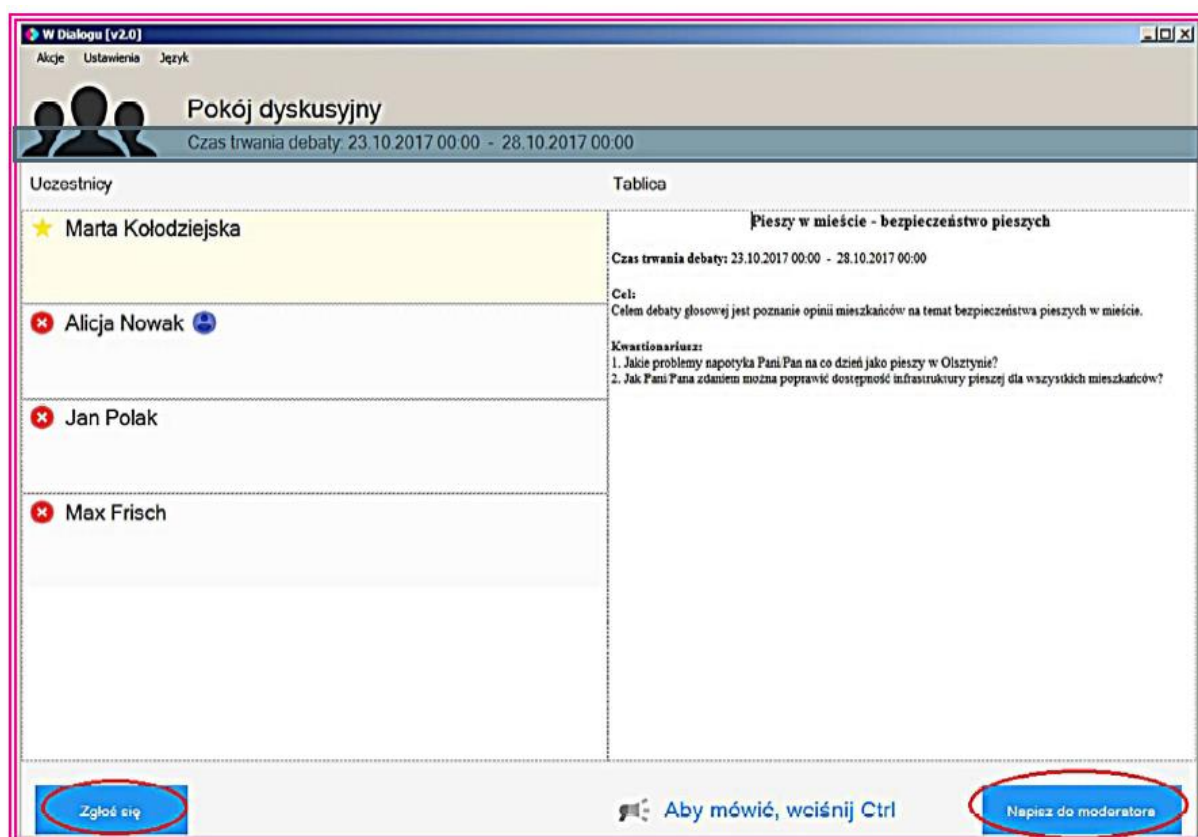 W Dialogu [v2.0]
Akcje Ustawienia Język
Pokój dyskusyjny
Czas trwania debaty: 23.10.2017 00:00 - 28.10.2017 00:00
Uczestnicy
Marta Kołodziejska
Alicja Nowak
Jan Polak
Max Frisch
Tablica
Pieszy w mieście - bezpieczeństwo pieszych
Czas trwania debaty: 23.10.2017 00:00 - 28.10.2017 00:00
Cel:
Celem debaty głosowej jest poznanie opinii mieszkańców na temat bezpieczeństwa pieszych w mieście.
Kwestionariusz:
1. Jakie problemy napotyka Pani/Pan na co dzień jako pieszy w Olsztynie?
2. Jak Pani/Pana zdaniem można poprawić dostępność infrastruktury pieszej dla wszystkich mieszkańców?
Zgłoś się
Aby mówić, wciśnij Ctrl
Napisz do moderatora